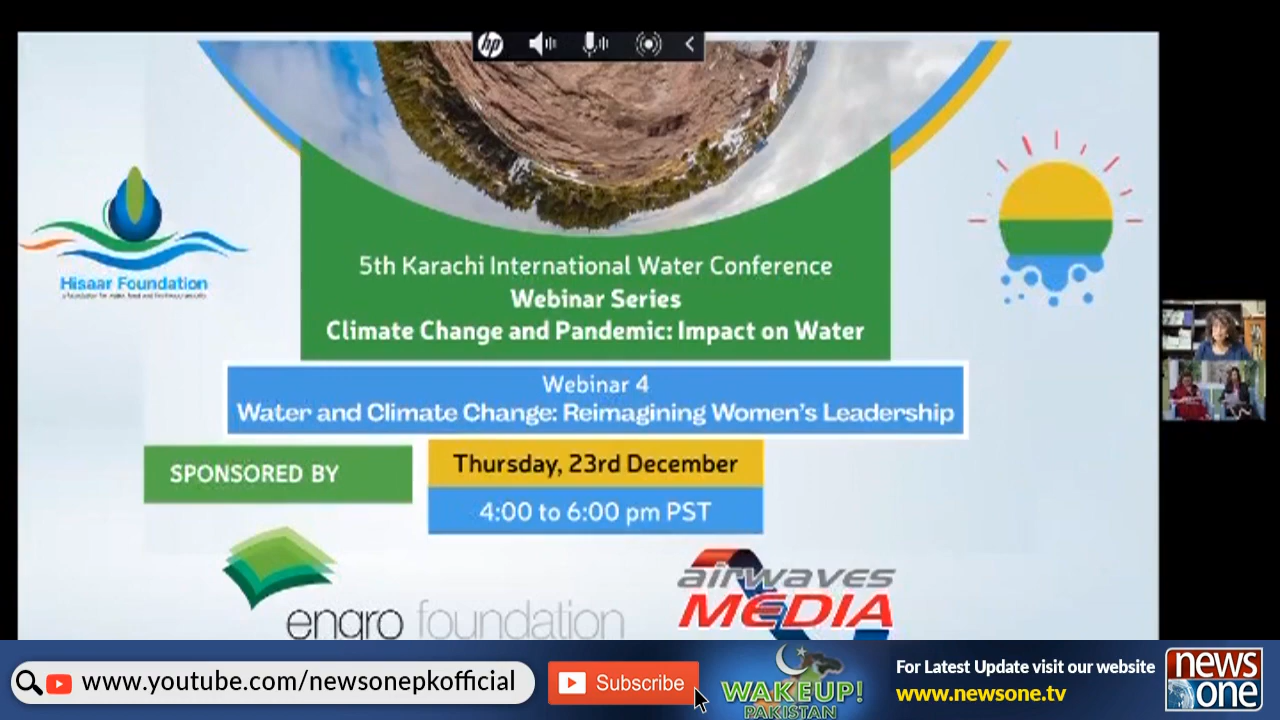 hp
5th Karachi International Water Conference
Webinar Series
Climate Change and Pandemic: Impact on Water
Hisaar Foundation
Webinar 4
Water and Climate Change: Reimagining Women's Leadership
SPONSORED BY
Thursday, 23rd December
4:00 to 6:00 pm PST
engro foundation
airwaves
MEDIA
www.youtube.com/newsonepkofficial
Subscribe
WAKEUP!
PAKISTAN
For Latest Update visit our website
www.newsone.tv
news
one